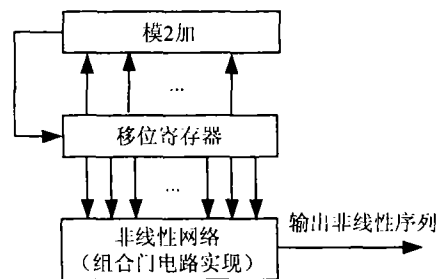 模2加
...
移位寄存器
...
非线性网络
（组合门电路实现）
输出非线性序列